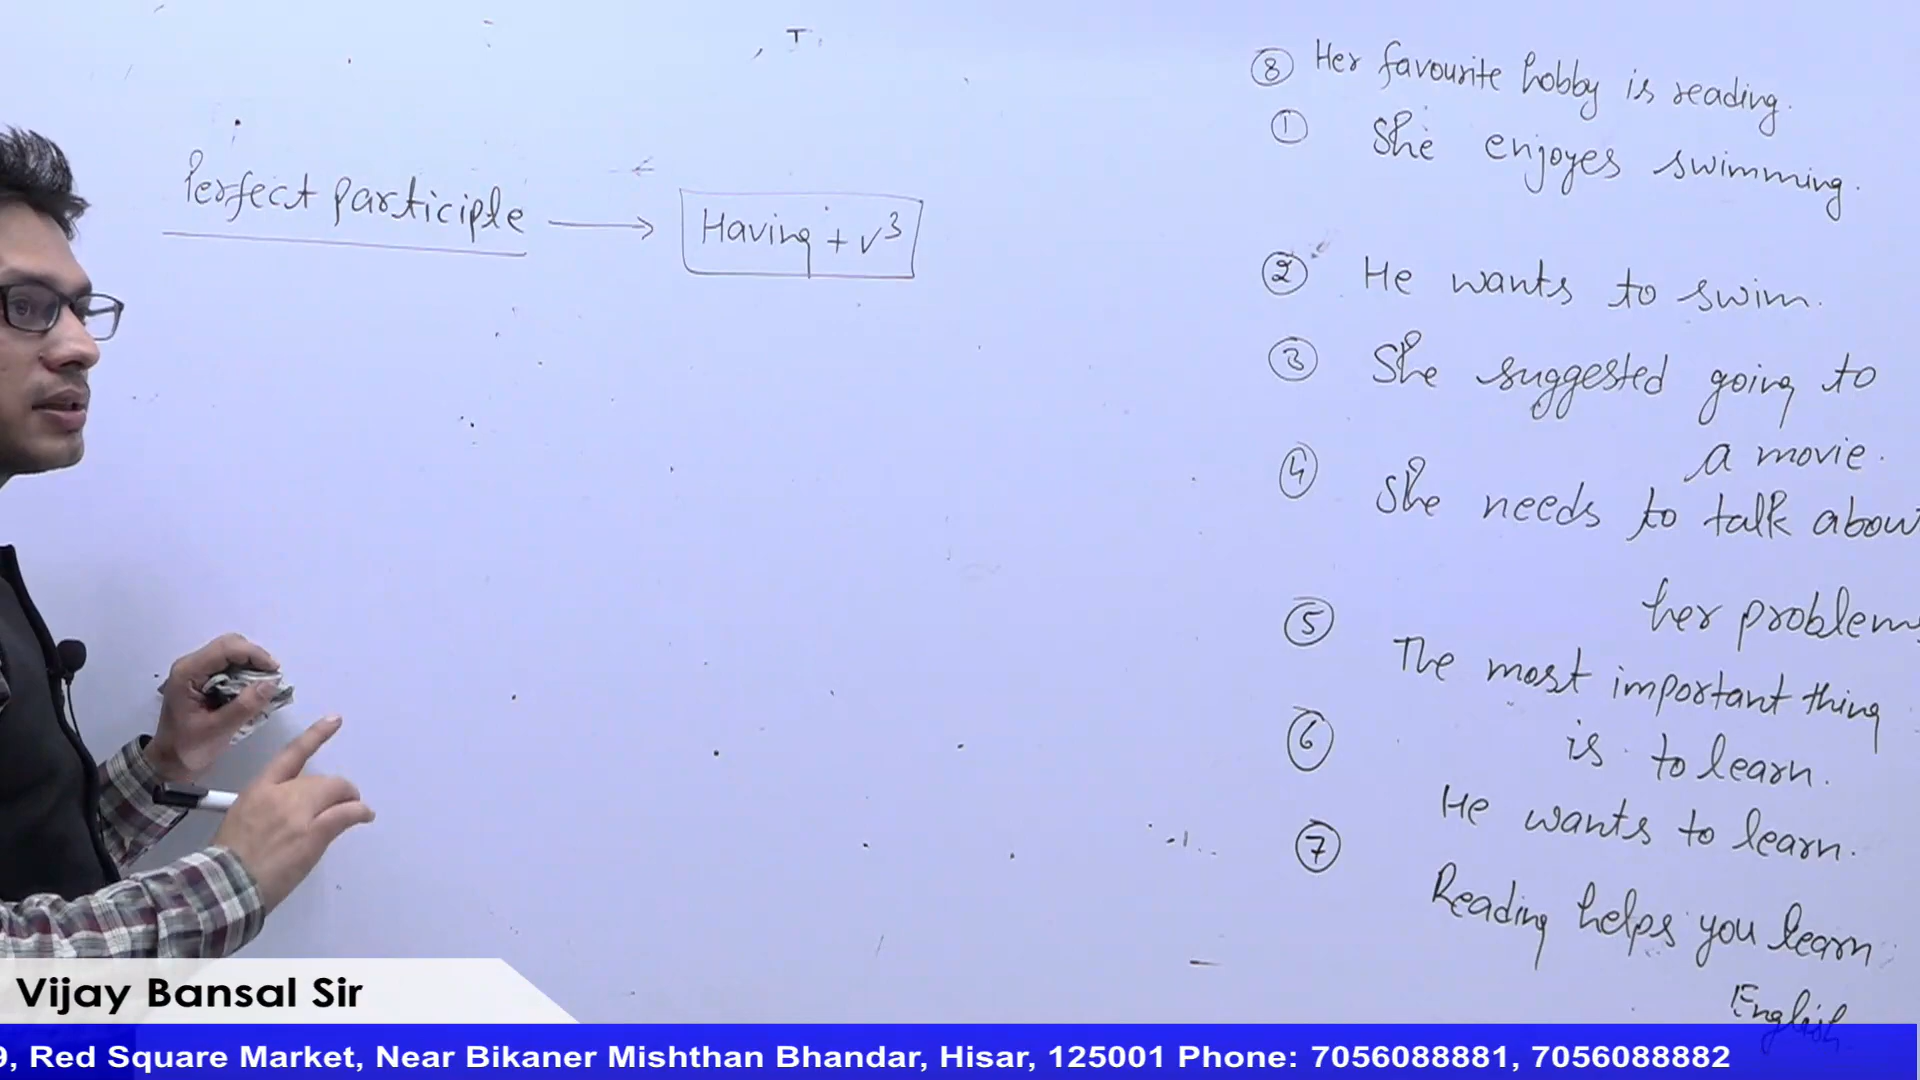 Perfect participle → Having + v³
⑧ Her favourite hobby is reading.
① She enjoyes swimming.
② He wants to swim.
③ She suggested going to
a movie.
④ She needs to talk about
her problems
⑤ The most important thing
is to learn.
⑥ He wants to learn.
⑦ Reading helps you learn
English
Vijay Bansal Sir
9, Red Square Market, Near Bikaner Mishthan Bhandar, Hisar, 125001 Phone: 7056088881, 7056088882